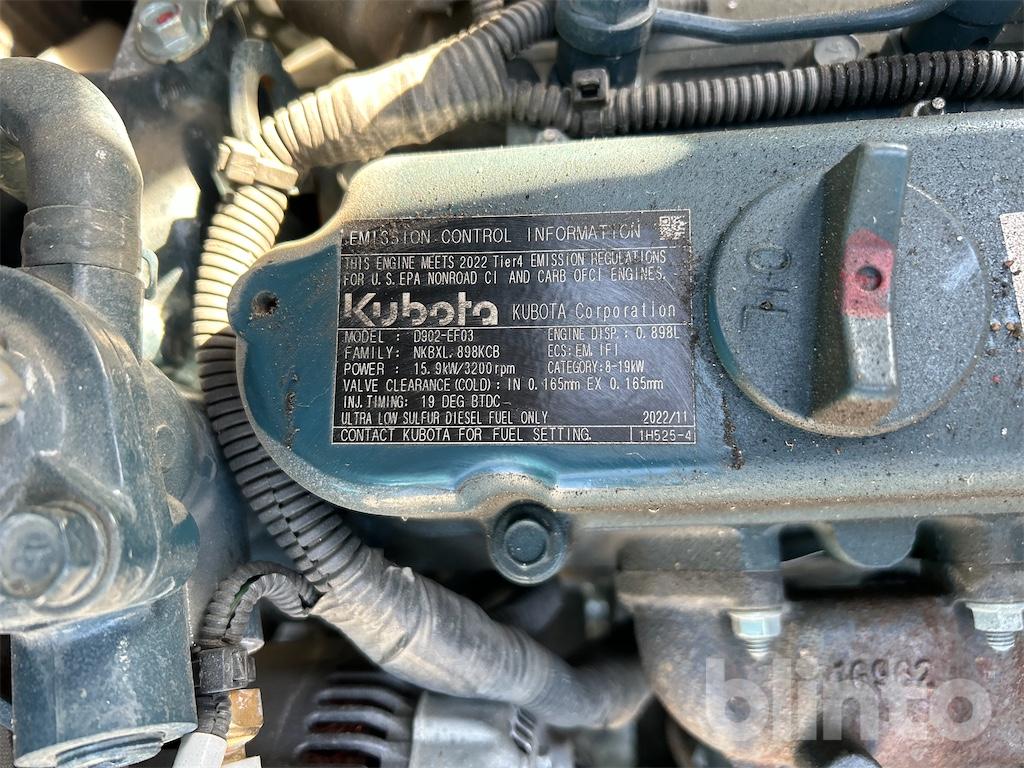 EMISSION CONTROL INFORMATION
THIS ENGINE MEETS 2022 Tier4 EMISSION REGULATIONS
FOR U.S. EPA NONROAD CI AND CARB OFCI ENGINES.
Kubota KUBOTA Corporation
MODEL : D902-EF03 ENGINE DISP.: 0.898L
FAMILY: NKBXL.898KCB ECS: EM, IFI
POWER : 15.9kW/3200rpm CATEGORY:8-19kW
VALVE CLEARANCE(COLD): IN 0.165mm EX 0.165mm
INJ.TIMING: 19 DEG BTDC
ULTRA LOW SULFUR DIESEL FUEL ONLY 2022/11
CONTACT KUBOTA FOR FUEL SETTING. 1H525-4
OIL
blinto